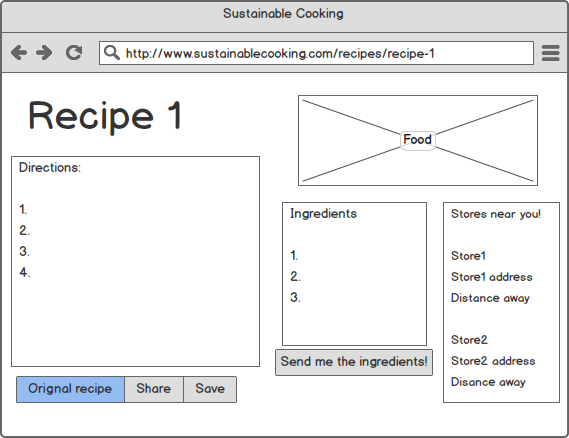 Sustainable Cooking
http://www.sustainablecooking.com/recipes/recipe-1
Recipe 1
Food
Directions:
1.
2.
3.
4.
Orignal recipe
Share
Save
Ingredients
1.
2.
3.
Send me the ingredients!
Stores near you!
Store1
Store1 address
Distance away
Store2
Store2 address
Disance away